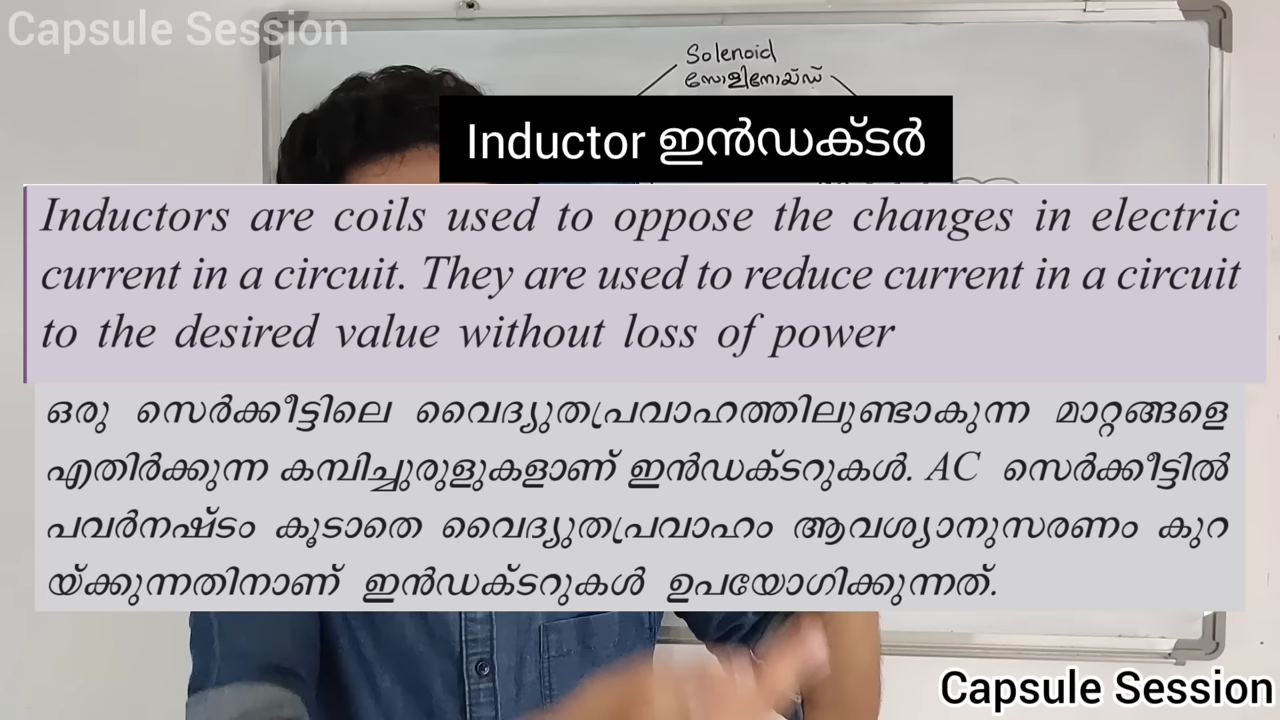 Capsule Session
Solenoid
സോളിനോയ്ഡ്
Inductor ഇൻഡക്ടർ
Inductors are coils used to oppose the changes in electric
current in a circuit. They are used to reduce current in a circuit
to the desired value without loss of power
ഒരു സെർക്കീട്ടിലെ വൈദ്യുതപ്രവാഹത്തിലുണ്ടാകുന്ന മാറ്റങ്ങളെ
എതിർക്കുന്ന കമ്പിച്ചുരുളുകളാണ് ഇൻഡക്ടറുകൾ. AC സെർക്കീട്ടിൽ
പവർനഷ്ടം കൂടാതെ വൈദ്യുതപ്രവാഹം ആവശ്യാനുസരണം കുറ
യ്ക്കുന്നതിനാണ് ഇൻഡക്ടറുകൾ ഉപയോഗിക്കുന്നത്.
Capsule Session